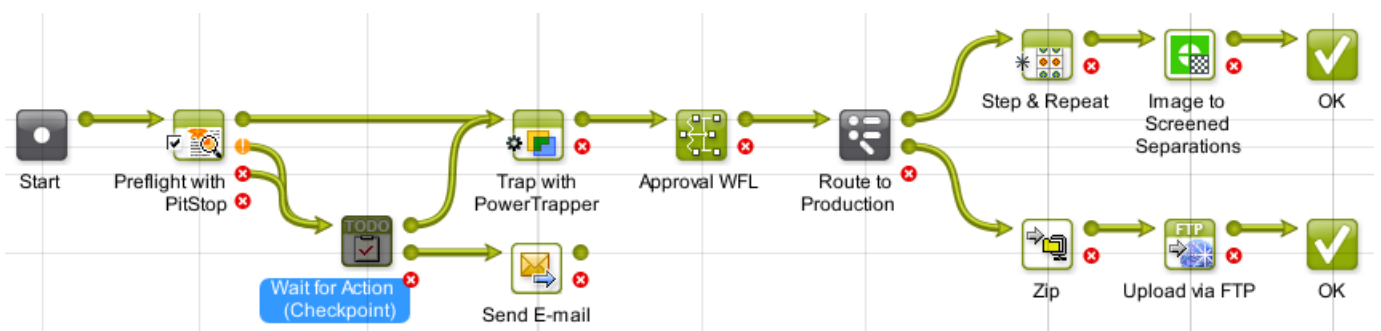 Start
Preflight with
PitStop
TODO
Wait for Action
(Checkpoint)
Trap with
PowerTrapper
Send E-mail
Approval WFL
Route to
Production
Step & Repeat
Image to
Screened
Separations
OK
Zip
FTP
Upload via FTP
OK